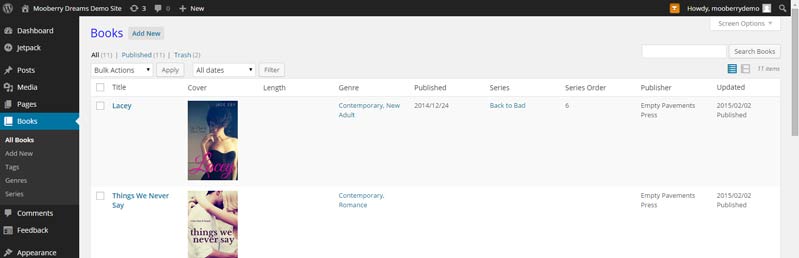 Mooberry Dreams Demo Site 3 0 + New Howdy, mooberrydemo
Screen Options
Dashboard
Jetpack
Posts
Media
Pages
Books
All Books
Add New
Tags
Genres
Series
Comments
Feedback
Appearance
Books Add New
All (11) | Published (11) | Trash (2)
Search Books
Bulk Actions Apply All dates Filter 11 items
Title Cover Length Genre Published Series Series Order Publisher Updated
Lacey Contemporary, New 2014/12/24 Back to Bad 6 Empty Pavements 2015/02/02
Adult Press Published
Lacey
Things We Never Contemporary, Empty Pavements 2015/02/02
Say Romance Press Published
things
we never say